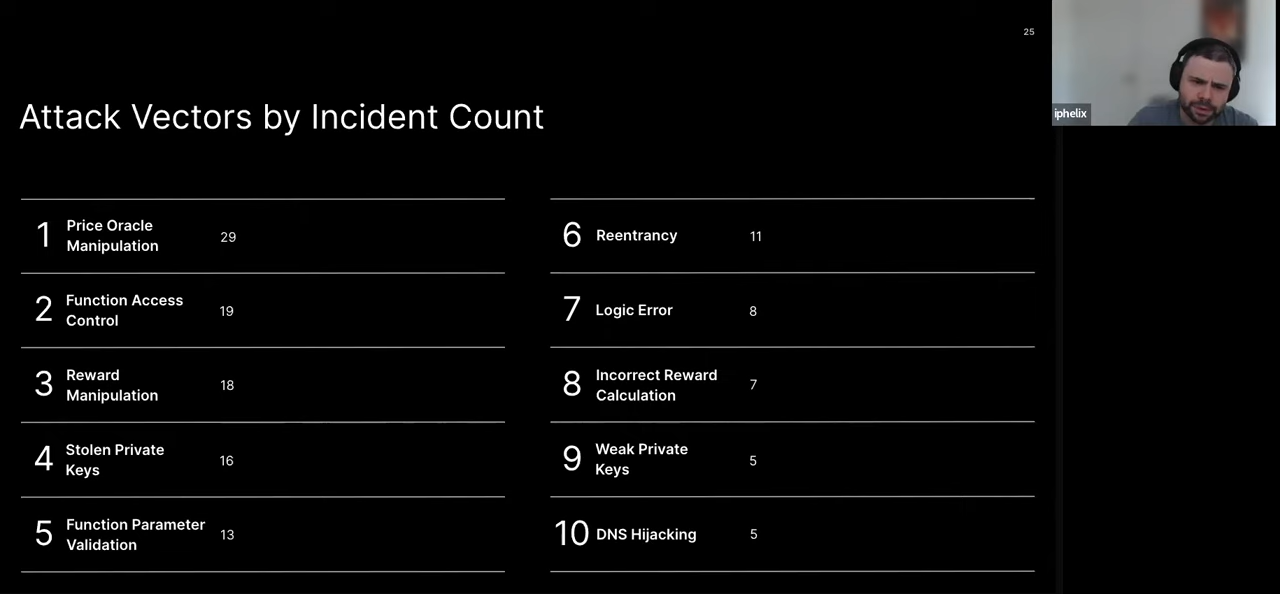 25
iphelix
Attack Vectors by Incident Count
1 Price Oracle
Manipulation 29
2 Function Access
Control 19
3 Reward
Manipulation 18
4 Stolen Private
Keys 16
5 Function Parameter
Validation 13
6 Reentrancy 11
7 Logic Error 8
8 Incorrect Reward
Calculation 7
9 Weak Private
Keys 5
10 DNS Hijacking 5